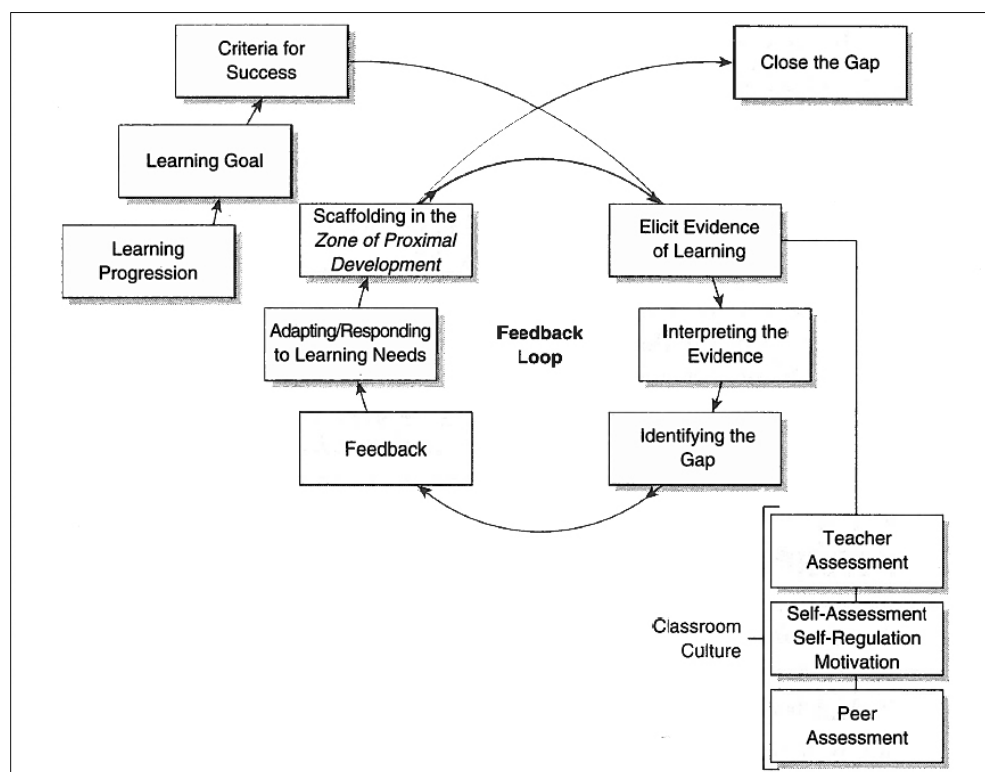 Criteria for
Success
Close the Gap
Learning Goal
Learning
Progression
Scaffolding in the
Zone of Proximal
Development
Elicit Evidence
of Learning
Adapting/Responding
to Learning Needs
Feedback
Loop
Interpreting the
Evidence
Feedback
Identifying the
Gap
Teacher
Assessment
Classroom
Culture
Self-Assessment
Self-Regulation
Motivation
Peer
Assessment